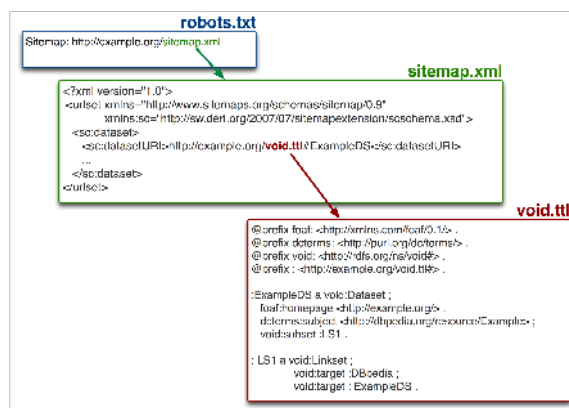 robots.txt
Sitemap: http://example.org/sitemap.xml
sitemap.xml
<?xml version="1.0">
<urlset xmlns="http://www.sitemaps.org/schemas/sitemap/0.9"
xmlns:sc='http://sw.deri.org/2007/07/sitemapextension/scschema.xsd'>
<sc:dataset>
<sc:datasetURI>http://example.org/void.ttl#ExampleDS</sc:datasetURI>
...
</sc:dataset>
</urlset>
void.ttl
@prefix foaf: <http://xmlns.com/foaf/0.1/> .
@prefix dcterms: <http://purl.org/dc/terms/> .
@prefix void: <http://rdfs.org/ns/void#> .
@prefix : <http://example.org/void.ttl#> .
:ExampleDS a void:Dataset ;
foaf:homepage <http://example.org/> .
dcterms:subject <http://dbpedia.org/resource/Example> ;
void:subset :LS1 .
: LS1 a void:Linkset ;
void:target :DBpedia ;
void:target : ExampleDS .